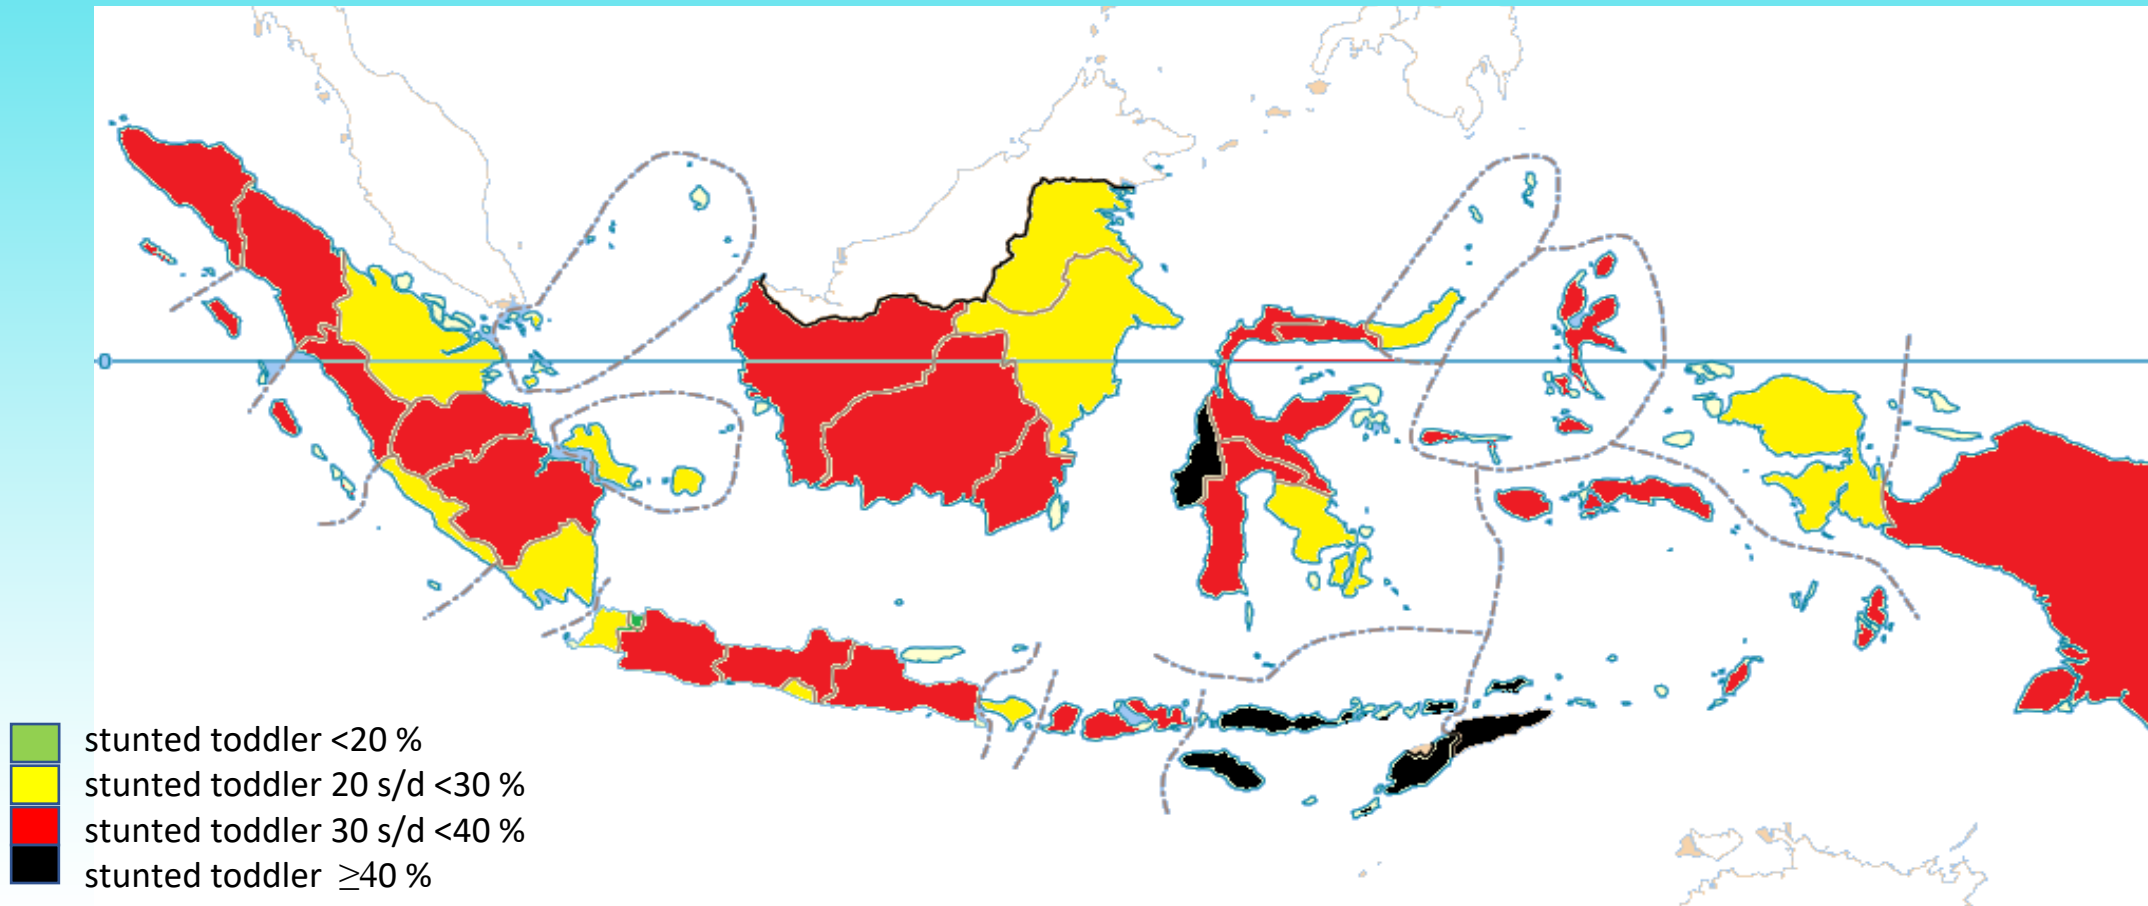 0
stunted toddler <20 %
stunted toddler 20 s/d <30 %
stunted toddler 30 s/d <40 %
stunted toddler ≥40 %